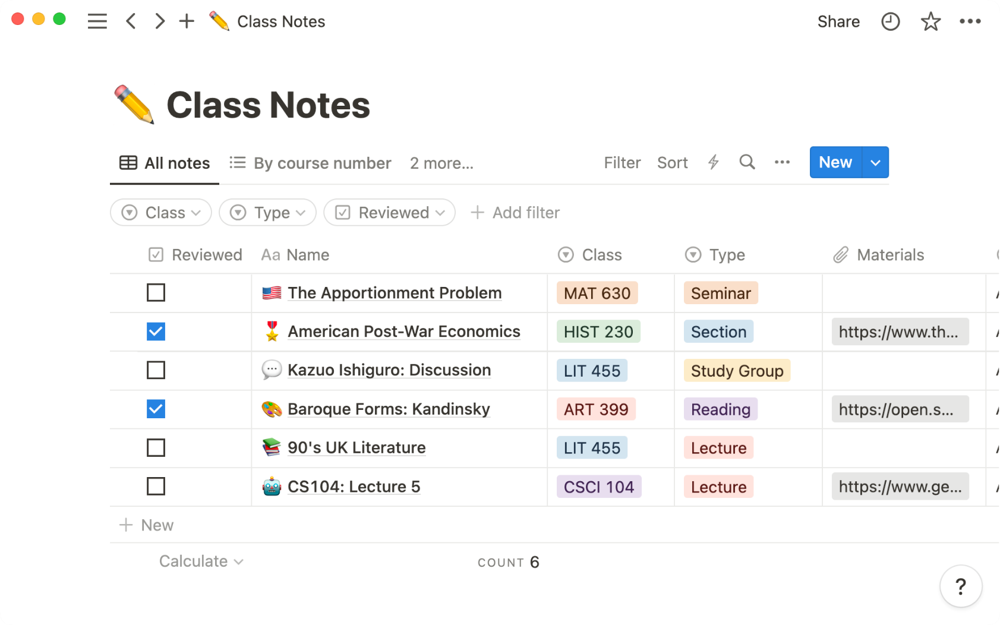 Class Notes Share
Class Notes
All notes By course number 2 more... Filter Sort New
Class Type Reviewed Add filter
Reviewed Aa Name Class Type Materials
The Apportionment Problem MAT 630 Seminar
American Post-War Economics HIST 230 Section https://www.th...
Kazuo Ishiguro: Discussion LIT 455 Study Group
Baroque Forms: Kandinsky ART 399 Reading https://open.s...
90's UK Literature LIT 455 Lecture
CS104: Lecture 5 CSCI 104 Lecture https://www.ge...
New
Calculate COUNT 6
?